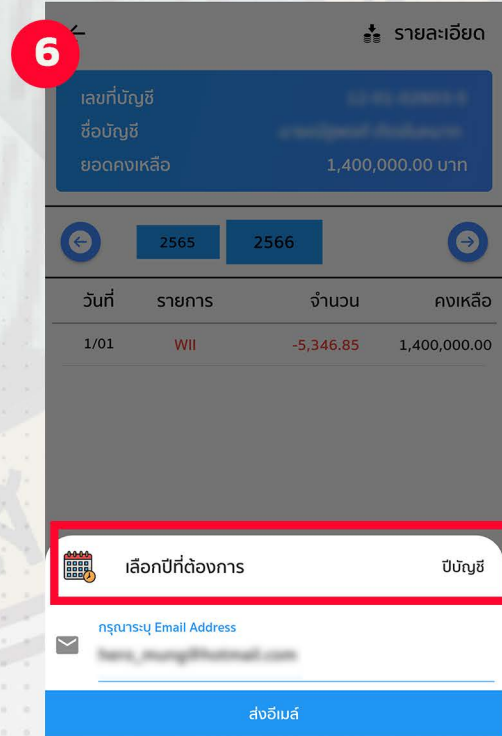 6
รายละเอียด
เลขที่บัญชี
ชื่อบัญชี
ยอดคงเหลือ 1,400,000.00 บาท
2565 2566
วันที่ รายการ จำนวน คงเหลือ
1/01 WII -5,346.85 1,400,000.00
เลือกปีที่ต้องการ ปีบัญชี
กรุณาระบุ Email Address
ส่งอีเมล์